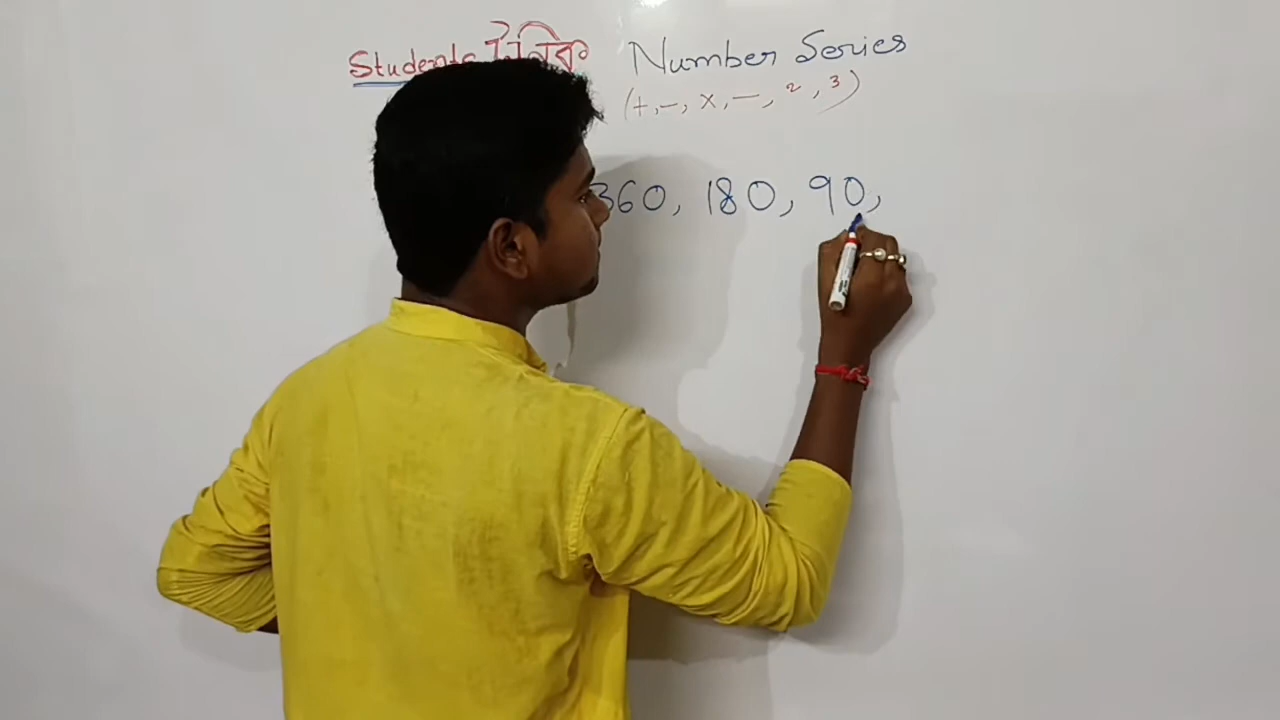 Students Number Series
(+, -, x, -, ², ³)
360, 180, 90,